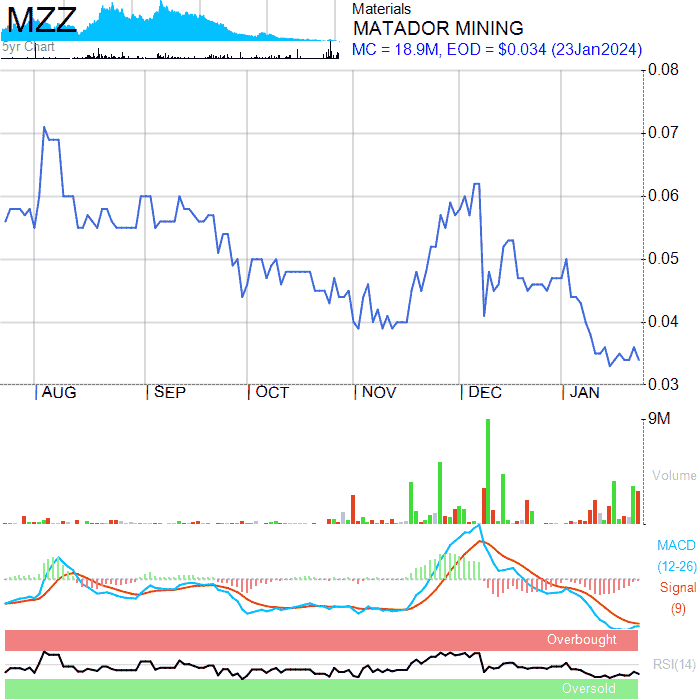 MZZ
5yr Chart
Materials
MATADOR MINING
MC = 18.9M, EOD = $0.034 (23Jan2024)
0.08
0.07
0.06
0.05
0.04
0.03
AUG SEP OCT NOV DEC JAN
9M
Volume
MACD
(12-26)
Signal
(9)
Overbought
RSI(14)
Oversold